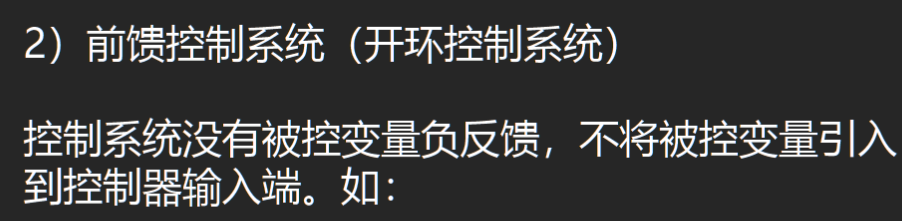 2）前馈控制系统（开环控制系统）
控制系统没有被控变量负反馈，不将被控变量引入
到控制器输入端。如：